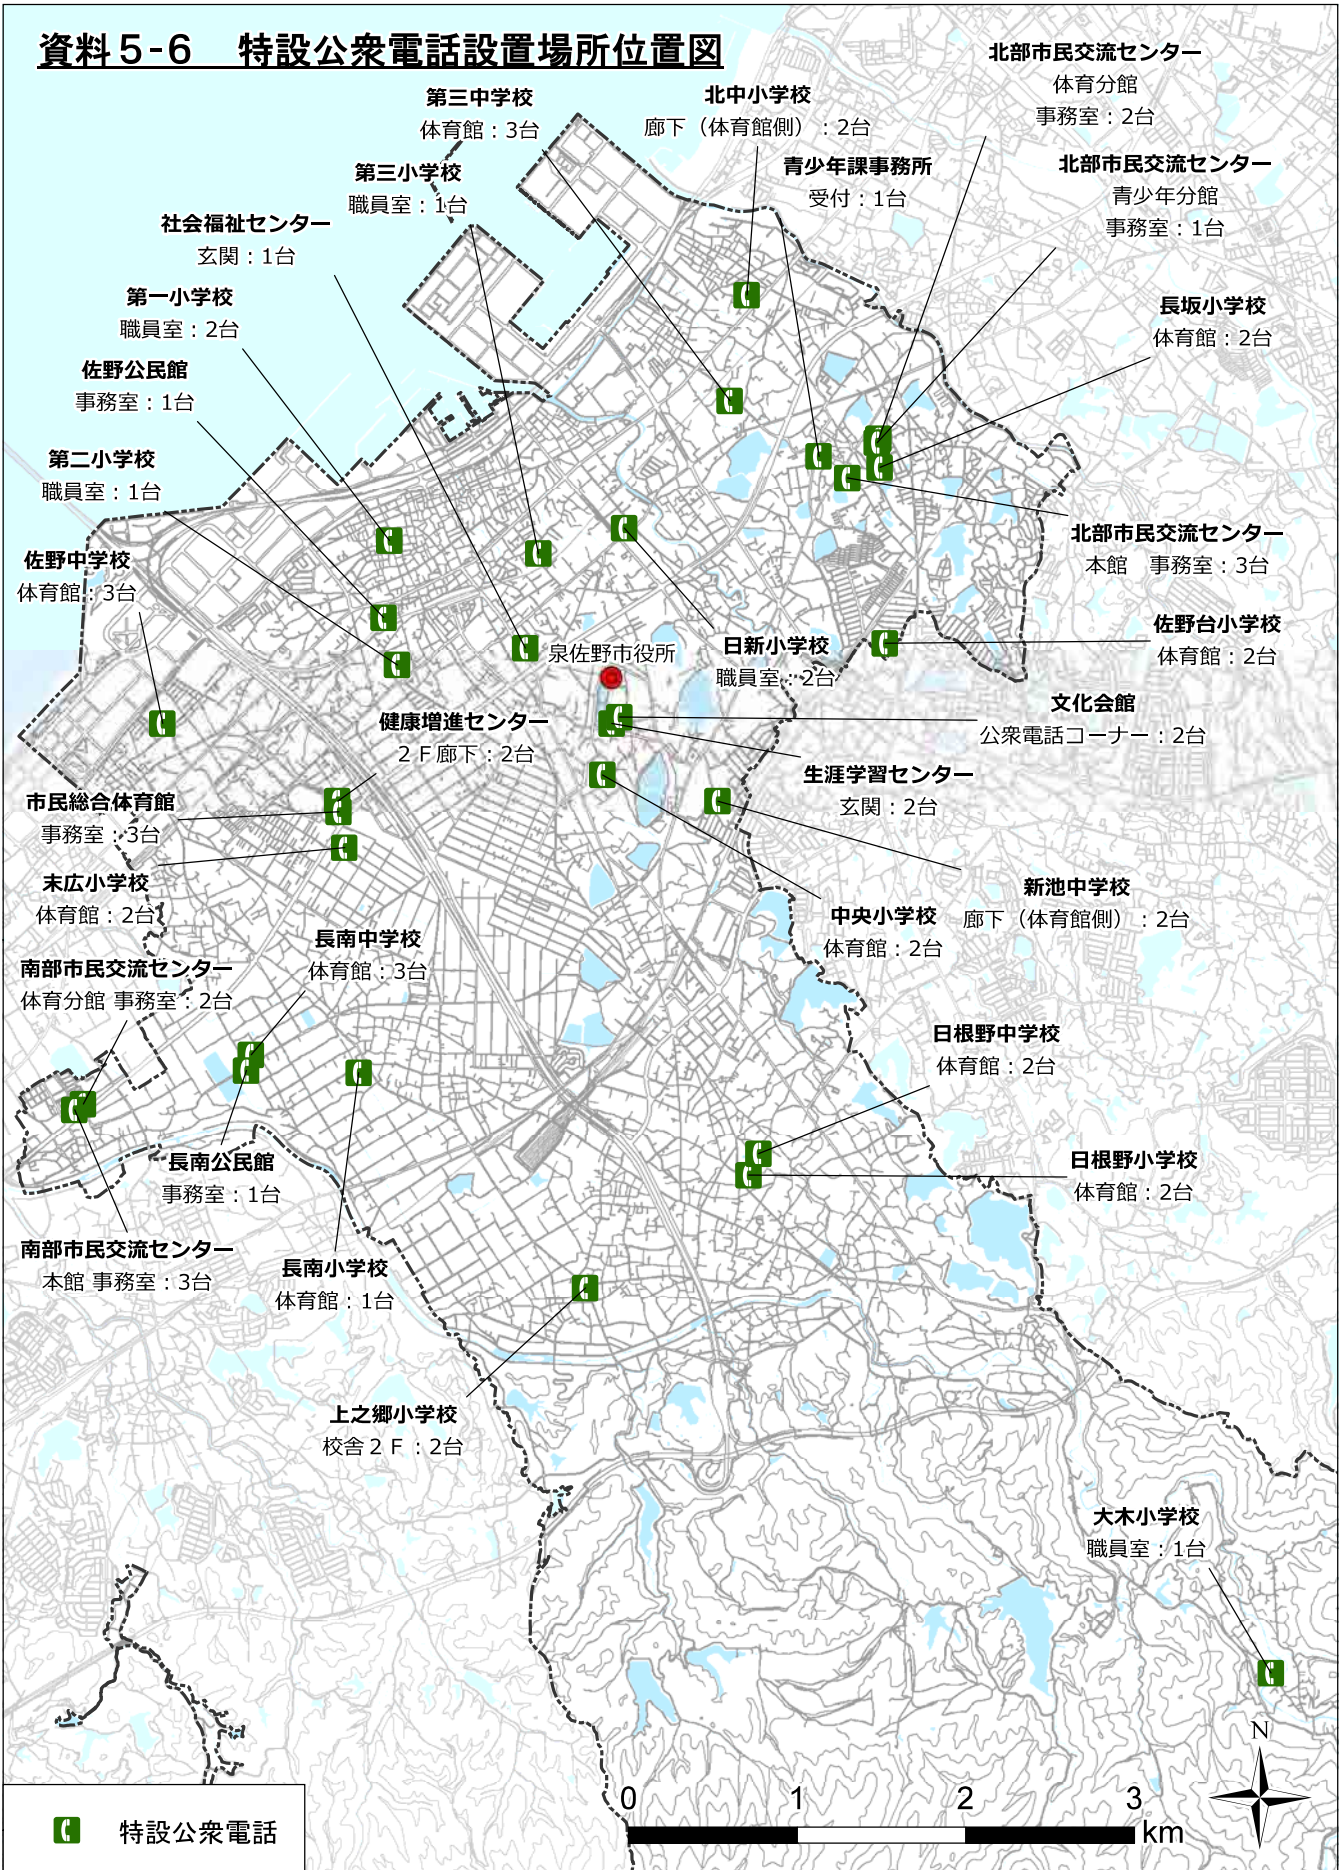 資料５-６　特設公衆電話設置場所位置図
北部市民交流センター
体育分館
事務室：2台
第三中学校
体育館：3台
北中小学校
廊下（体育館側）：2台
青少年課事務所
受付：1台
北部市民交流センター
青少年分館
事務室：1台
第三小学校
職員室：1台
社会福祉センター
玄関：1台
第一小学校
職員室：2台
長坂小学校
体育館：2台
佐野公民館
事務室：1台
第二小学校
職員室：1台
北部市民交流センター
本館　事務室：3台
佐野中学校
体育館：3台
佐野台小学校
体育館：2台
泉佐野市役所
日新小学校
職員室：2台
文化会館
公衆電話コーナー：2台
健康増進センター
２Ｆ廊下：2台
生涯学習センター
玄関：2台
市民総合体育館
事務室：3台
末広小学校
体育館：2台
新池中学校
廊下（体育館側）：2台
中央小学校
体育館：2台
長南中学校
体育館：3台
南部市民交流センター
体育分館 事務室：2台
日根野中学校
体育館：2台
長南公民館
事務室：1台
日根野小学校
体育館：2台
南部市民交流センター
本館 事務室：3台
長南小学校
体育館：1台
上之郷小学校
校舎２Ｆ：2台
大木小学校
職員室：1台
N
特設公衆電話
0 1 2 3
km